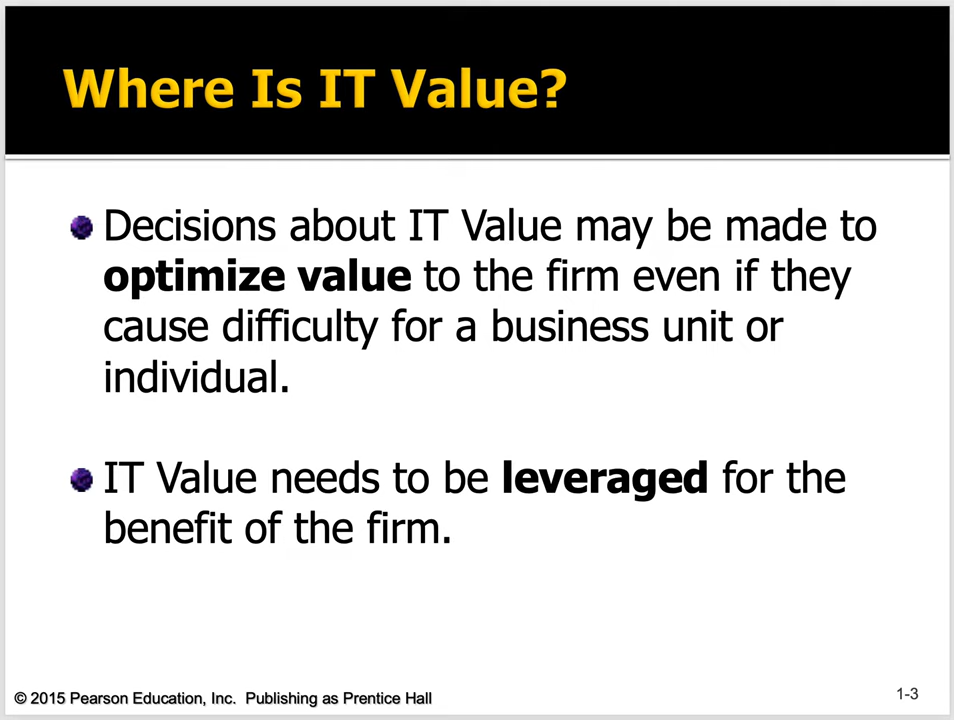 Where Is IT Value?
Decisions about IT Value may be made to
optimize value to the firm even if they
cause difficulty for a business unit or
individual.
IT Value needs to be leveraged for the
benefit of the firm.
© 2015 Pearson Education, Inc.  Publishing as Prentice Hall
1-3